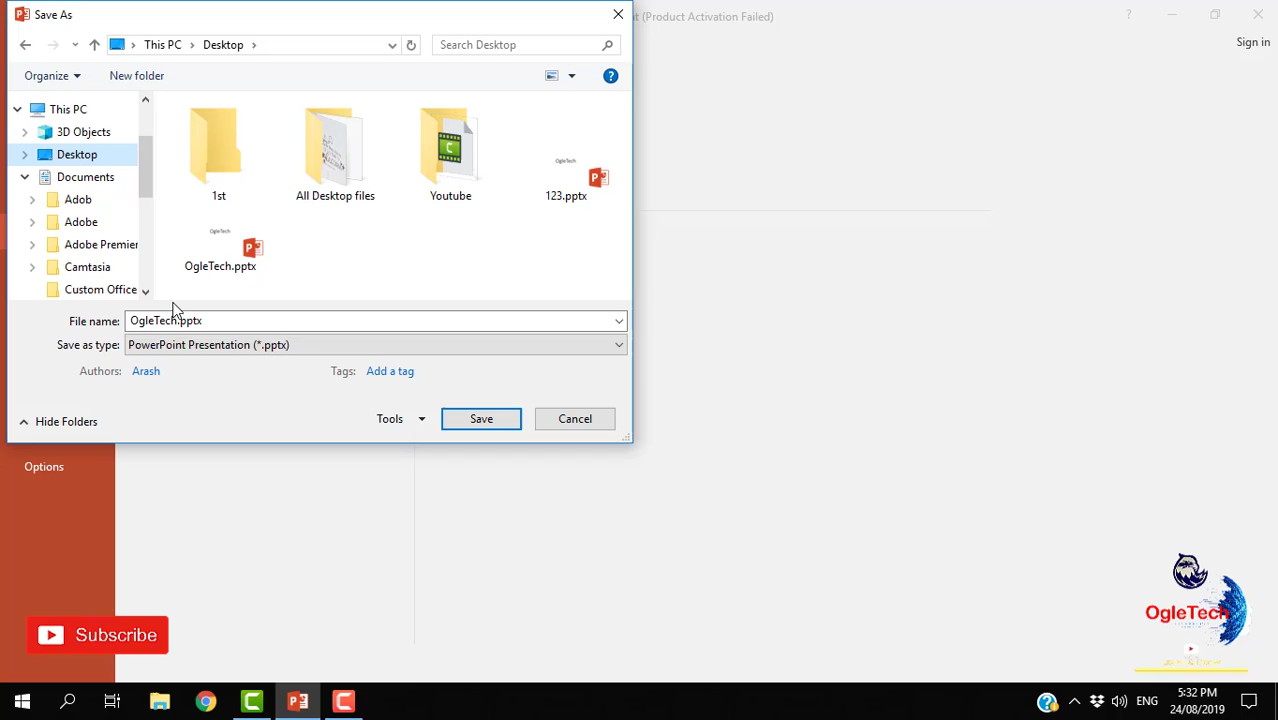 Save As
t (Product Activation Failed)
Sign in
This PC
Desktop
Search Desktop
Organize
New folder
This PC
3D Objects
Desktop
Documents
Adob
Adobe
Adobe Premier
Camtasia
Custom Office
1st
All Desktop files
Youtube
OgleTech
123.pptx
OgleTech
OgleTech.pptx
File name:
OgleTech.pptx
Save as type:
PowerPoint Presentation (*.pptx)
Authors:
Arash
Tags:
Add a tag
Hide Folders
Tools
Save
Cancel
Options
Subscribe
OgleTech
ENG
5:32 PM
24/08/2019